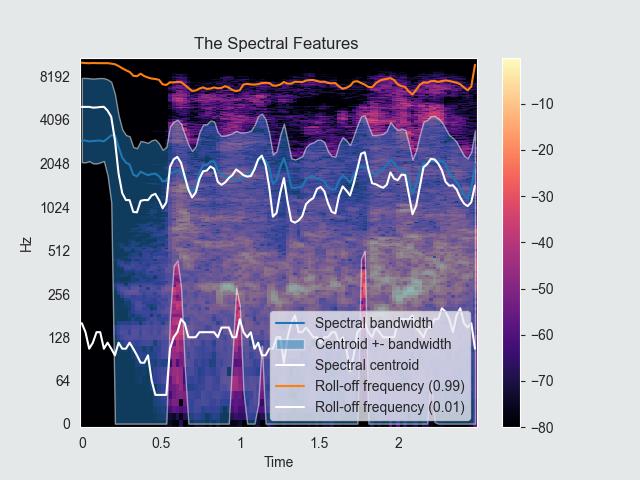 The Spectral Features
8192
4096
2048
1024
512
256
128
64
0
Hz
0
0.5
1
1.5
2
Time
Spectral bandwidth
Centroid +- bandwidth
Spectral centroid
Roll-off frequency (0.99)
Roll-off frequency (0.01)
−10
−20
−30
−40
−50
−60
−70
−80